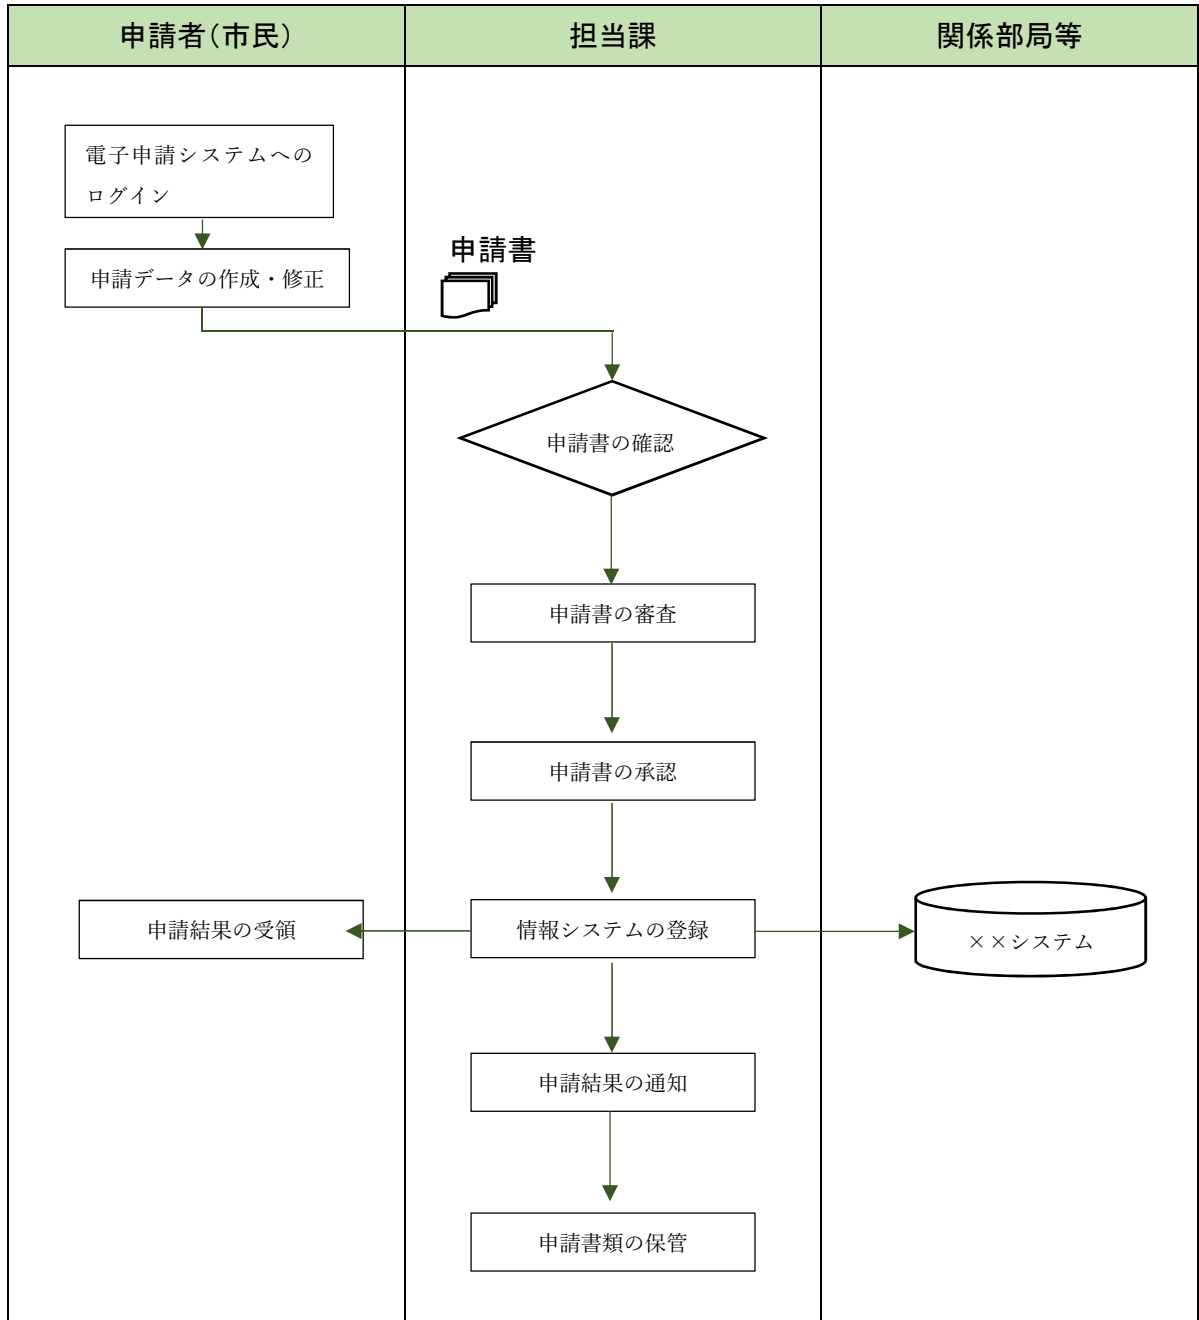 申請者(市民)
担当課
関係部局等
電子申請システムへの
ログイン
申請データの作成・修正
申請書
申請書の確認
申請書の審査
申請書の承認
申請結果の受領
情報システムの登録
××システム
申請結果の通知
申請書類の保管